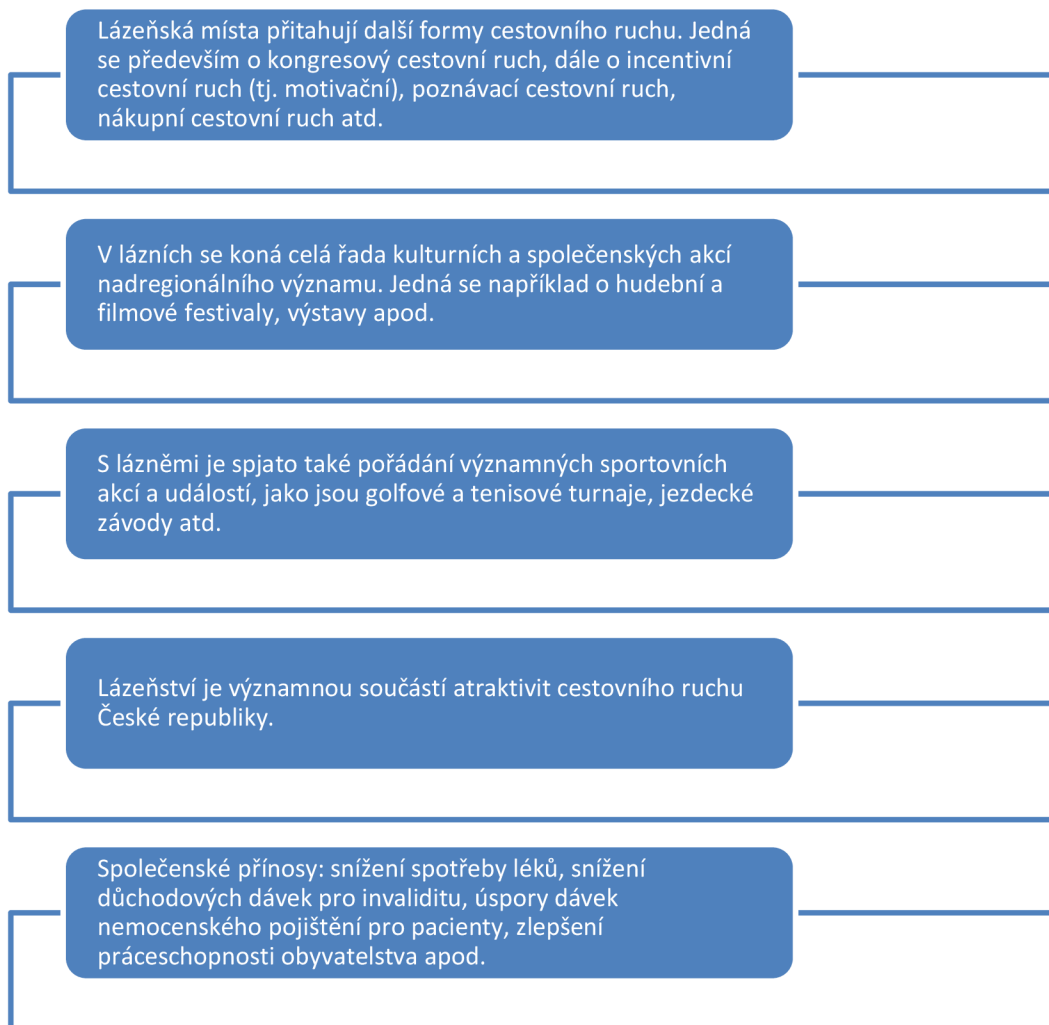 Lázeňská místa přitahují další formy cestovního ruchu. Jedná
se především o kongresový cestovní ruch, dále o incentivní
cestovní ruch (tj. motivační), poznávací cestovní ruch,
nákupní cestovní ruch atd.
V lázních se koná celá řada kulturních a společenských akcí
nadregionálního významu. Jedná se například o hudební a
filmové festivaly, výstavy apod.
S lázněmi je spjato také pořádání významných sportovních
akcí a událostí, jako jsou golfové a tenisové turnaje, jezdecké
závody atd.
Lázeňství je významnou součástí atraktivit cestovního ruchu
České republiky.
Společenské přínosy: snížení spotřeby léků, snížení
důchodových dávek pro invaliditu, úspory dávek
nemocenského pojištění pro pacienty, zlepšení
práceschopnosti obyvatelstva apod.